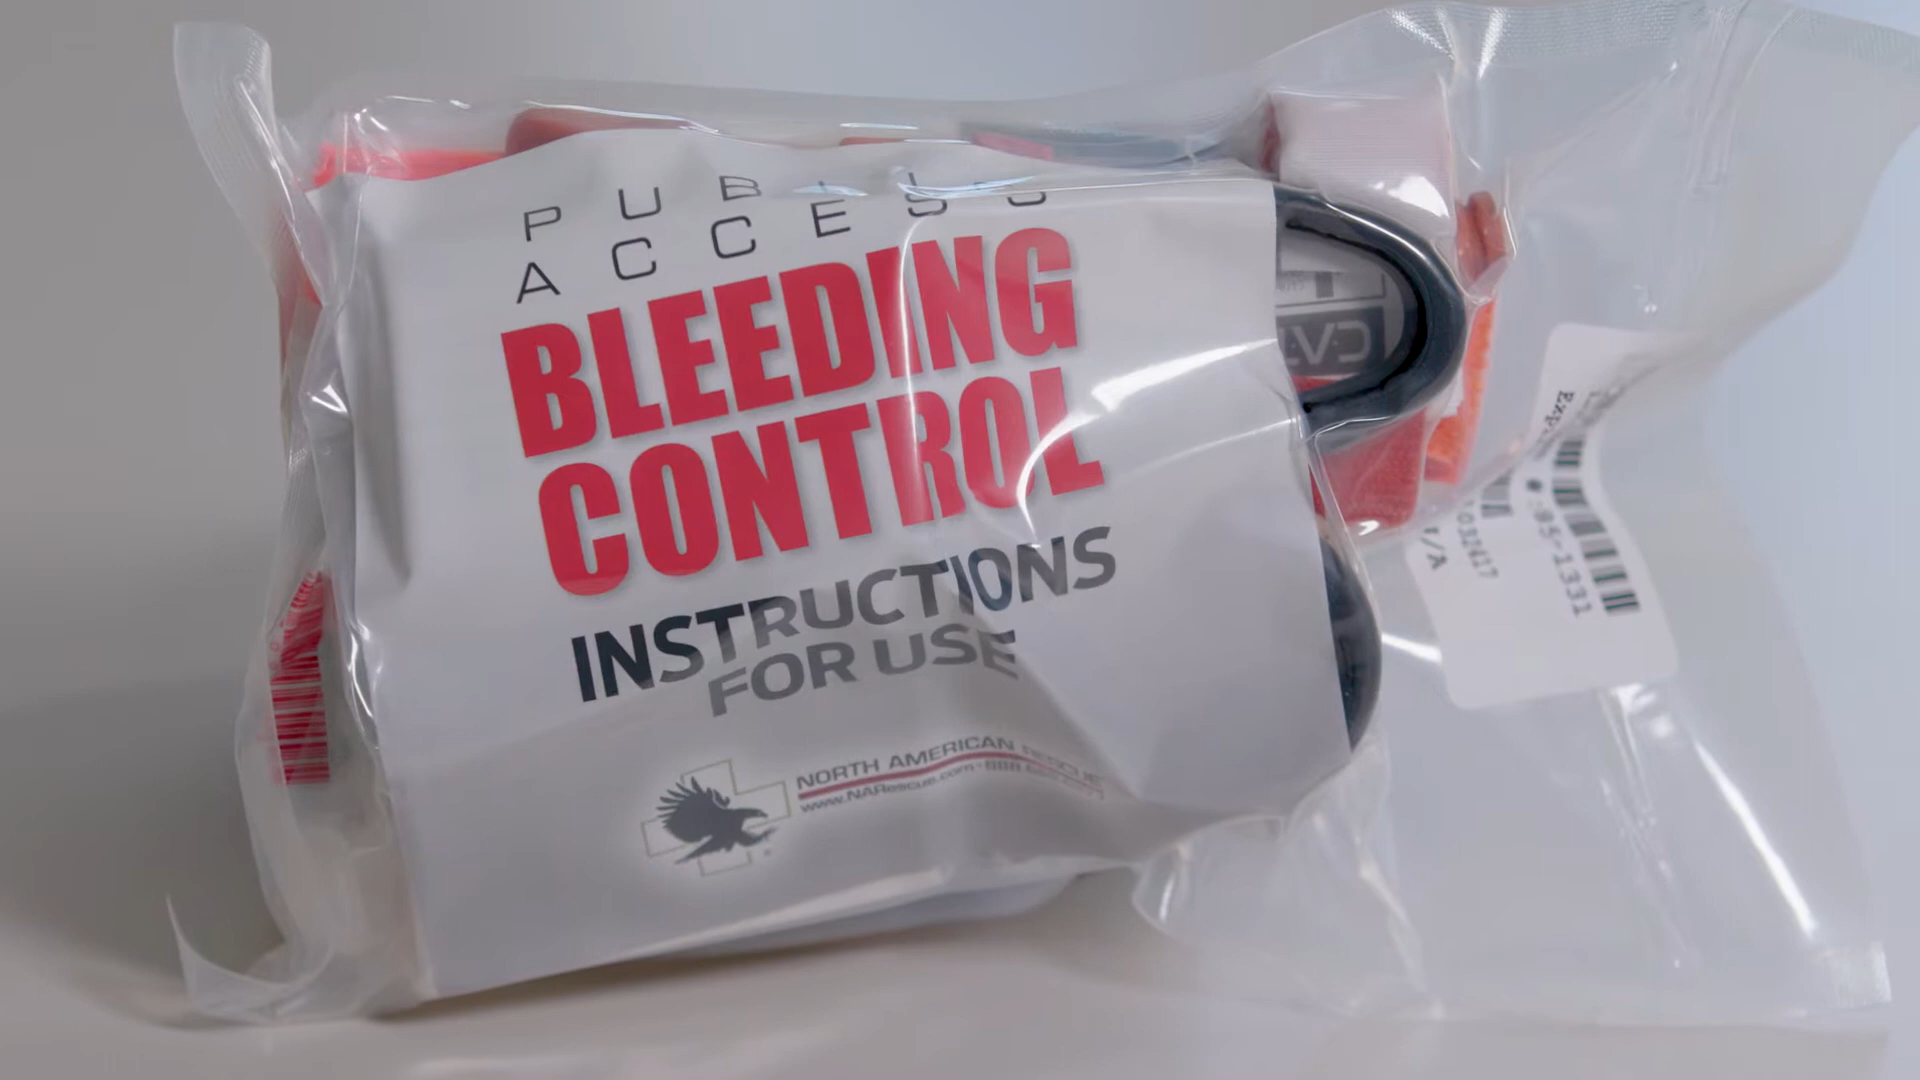 PUBLIC
ACCESS
BLEEDING
CONTROL
INSTRUCTIONS
FOR USE
NORTH AMERICAN RESCUE
www.NARescue.com
N/A